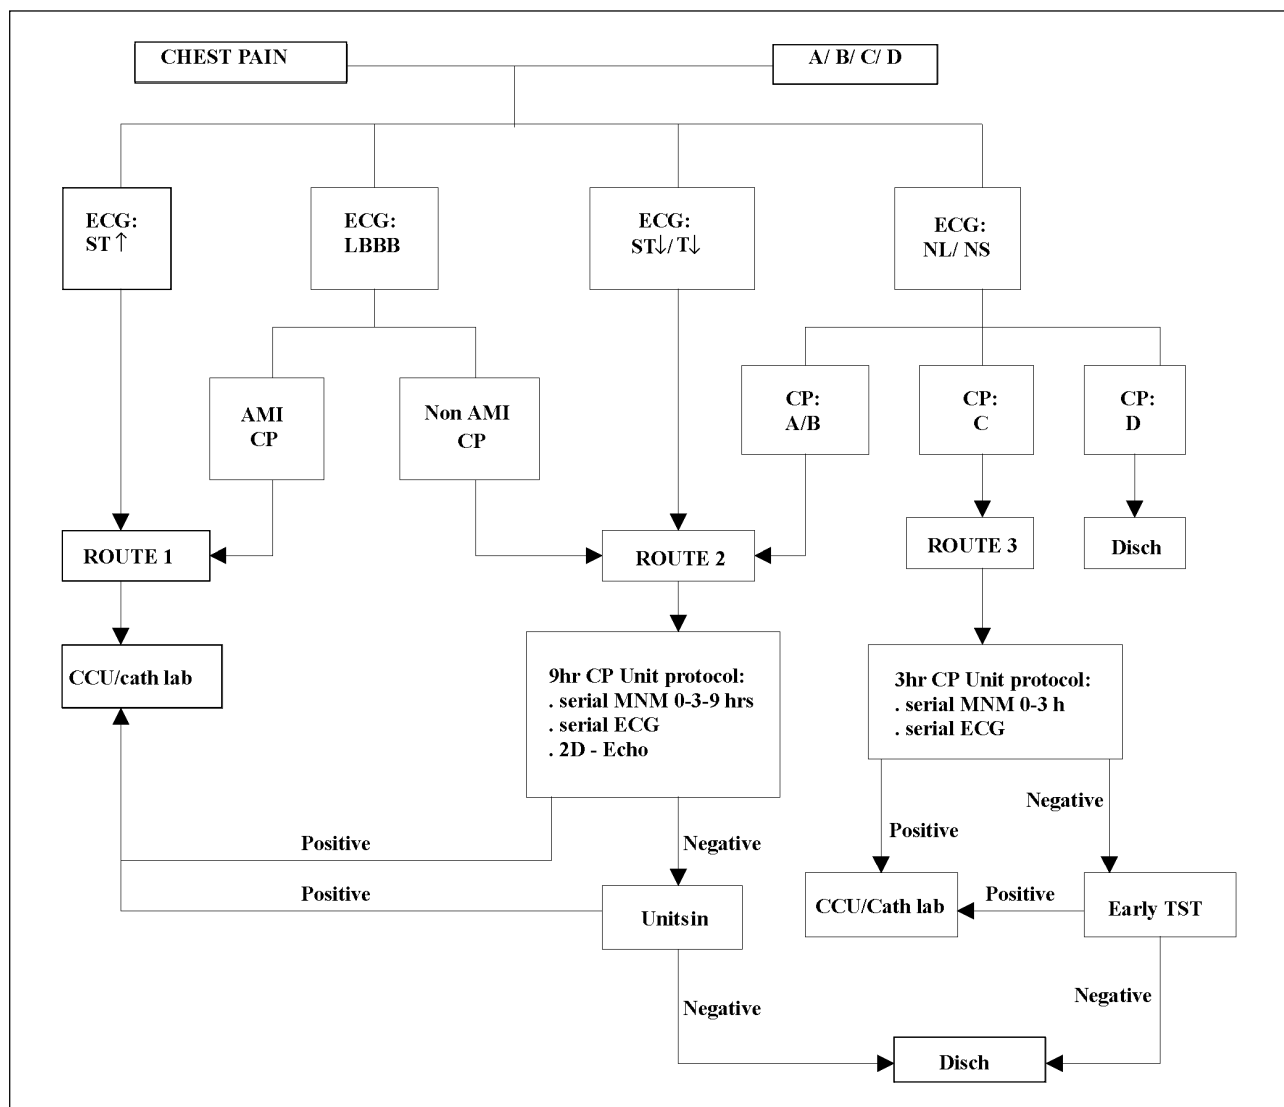 CHEST PAIN
A/ B/ C/ D
ECG:
ST ↑
ECG:
LBBB
ECG:
ST↓/ T↓
ECG:
NL/ NS
AMI
CP
Non AMI
CP
CP:
A/B
CP:
C
CP:
D
ROUTE 1
ROUTE 2
ROUTE 3
Disch
CCU/cath lab
9hr CP Unit protocol:
. serial MNM 0-3-9 hrs
. serial ECG
. 2D - Echo
3hr CP Unit protocol:
. serial MNM 0-3 h
. serial ECG
Positive
Negative
Positive
Negative
Positive
Unitsin
CCU/Cath lab
Positive
Early TST
Negative
Negative
Disch